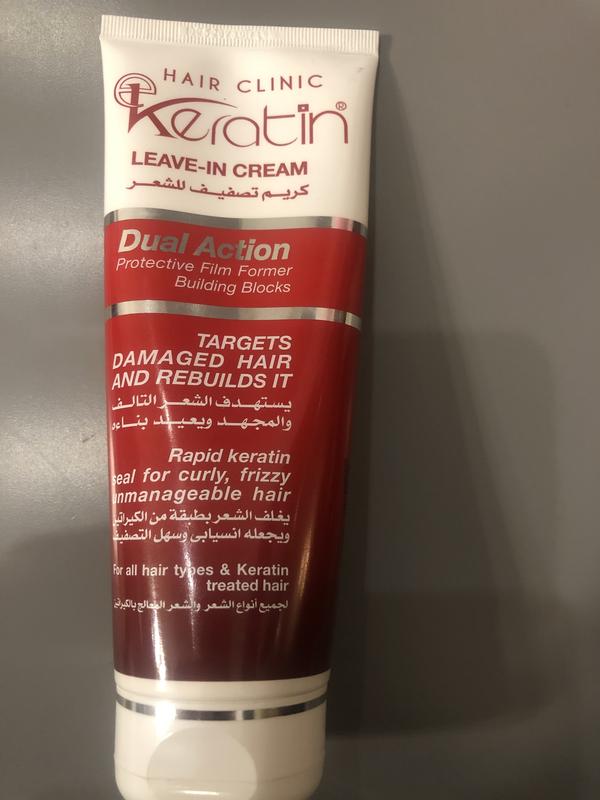 HAIR CLINIC
Keratin®
LEAVE-IN CREAM
كريم تصفيف للشعر
Dual Action
Protective Film Former
Building Blocks
TARGETS
DAMAGED HAIR
AND REBUILDS IT
يستهدف الشعر التالف
والمجهد ويعيد بناءه
Rapid keratin
seal for curly, frizzy
unmanageable hair
يغلف الشعر بطبقة من الكيراتين
ويجعله انسيابى وسهل التصفيف
For all hair types & Keratin
treated hair
لجميع أنواع الشعر والشعر المعالج بالكيراتين